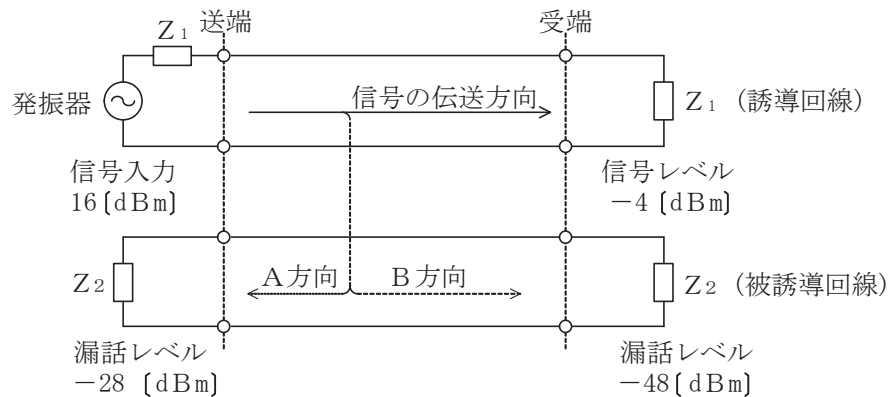 Z1
送端
受端
発振器
信号の伝送方向
Z1 (誘導回線)
信号入力
16〔dBm〕
信号レベル
−4〔dBm〕
Z2
A方向
B方向
Z2 (被誘導回線)
漏話レベル
−28〔dBm〕
漏話レベル
−48〔dBm〕